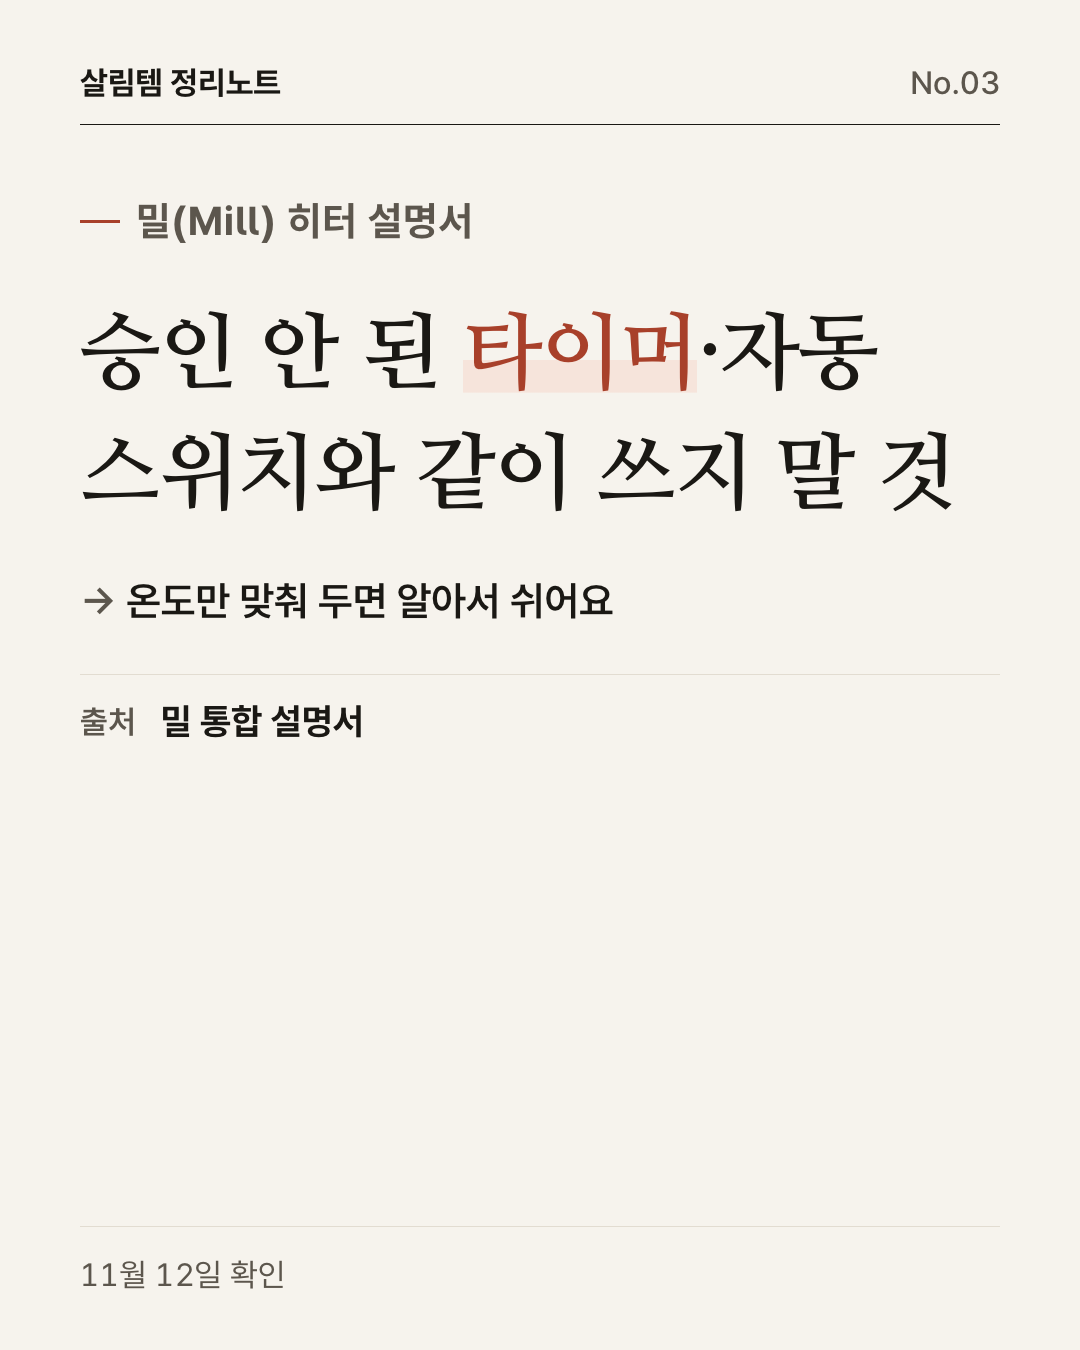 살림템 정리노트
No.03
— 밀(Mill) 히터 설명서
승인 안 된 타이머·자동
스위치와 같이 쓰지 말 것
→ 온도만 맞춰 두면 알아서 쉬어요
출처 밀 통합 설명서
11월 12일 확인